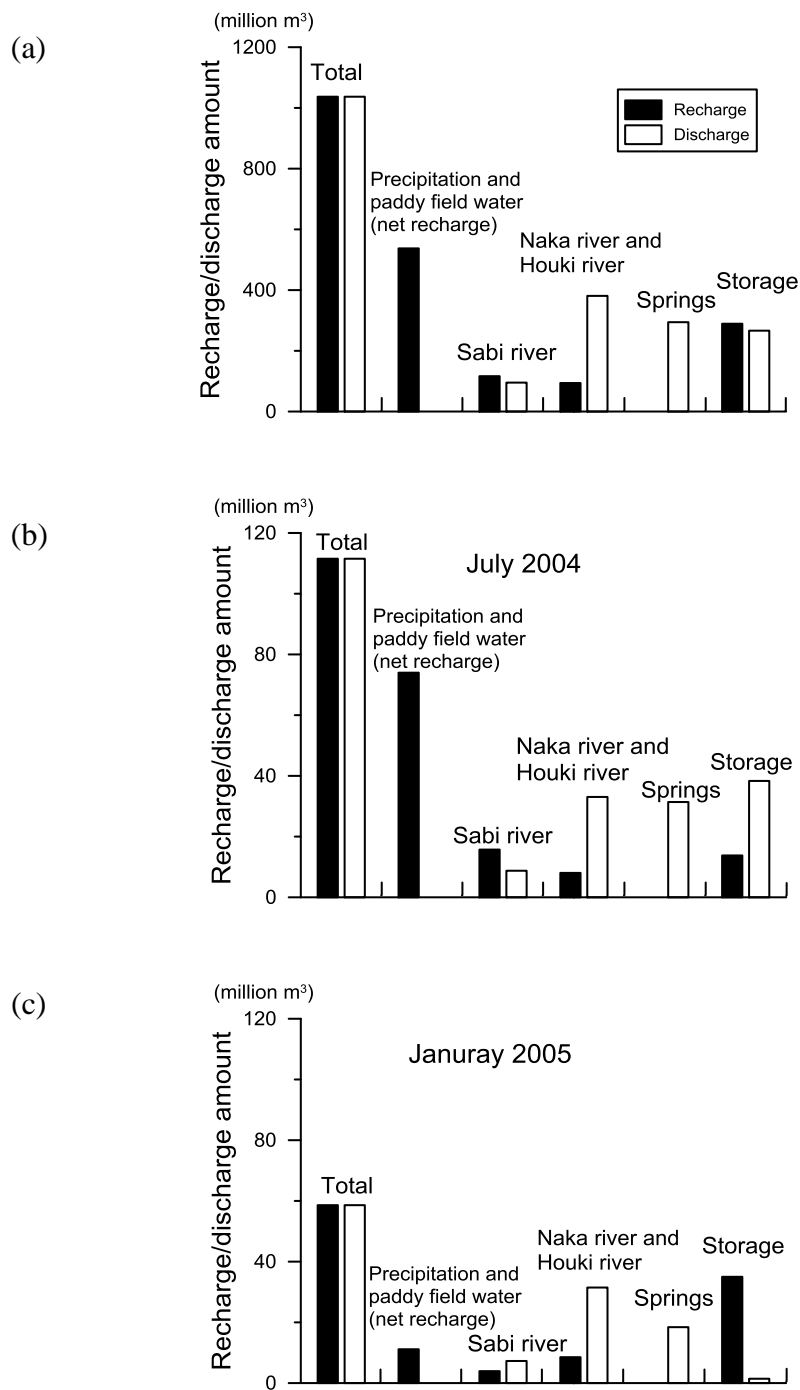 (a)
(million m³)
Recharge/discharge amount
1200
800
400
0
Total
Recharge
Discharge
Precipitation and
paddy field water
(net recharge)
Sabi river
Naka river and
Houki river
Springs
Storage
(b)
(million m³)
Recharge/discharge amount
120
80
40
0
July 2004
Total
Precipitation and
paddy field water
(net recharge)
Sabi river
Naka river and
Houki river
Springs
Storage
(c)
(million m³)
Recharge/discharge amount
120
80
40
0
Januray 2005
Total
Precipitation and
paddy field water
(net recharge)
Sabi river
Naka river and
Houki river
Springs
Storage